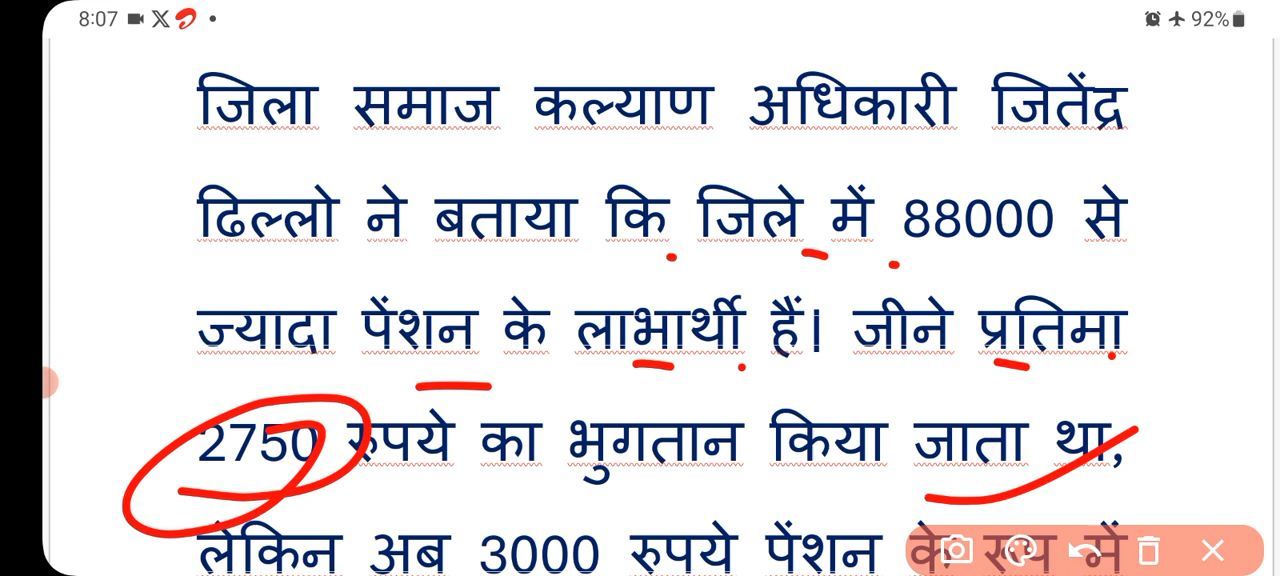 8:07
92%
जिला समाज कल्याण अधिकारी जितेंद्र
ढिल्लो ने बताया कि जिले में 88000 से
ज्यादा पेंशन के लाभार्थी हैं। जीने प्रतिमा
2750 रुपये का भुगतान किया जाता था,
लेकिन अब 3000 रुपये पेंशन के रूप में